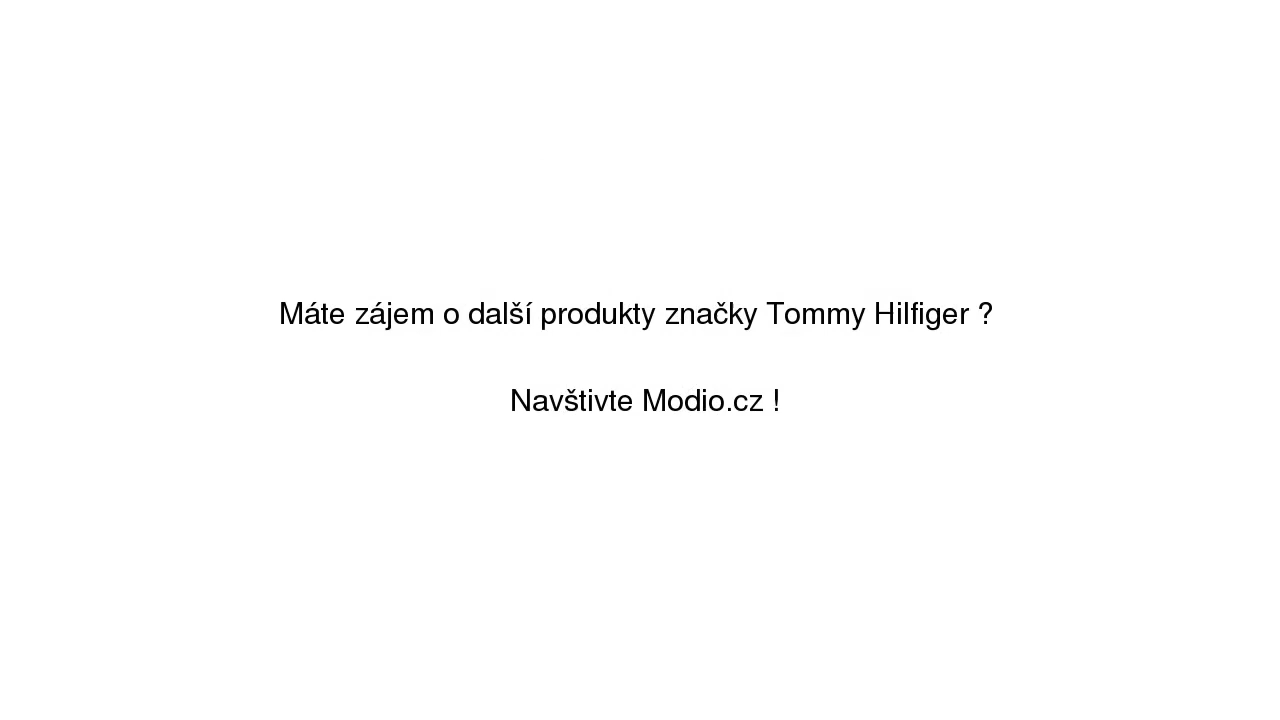 Máte zájem o další produkty značky Tommy Hilfiger ?
Navštivte Modio.cz !